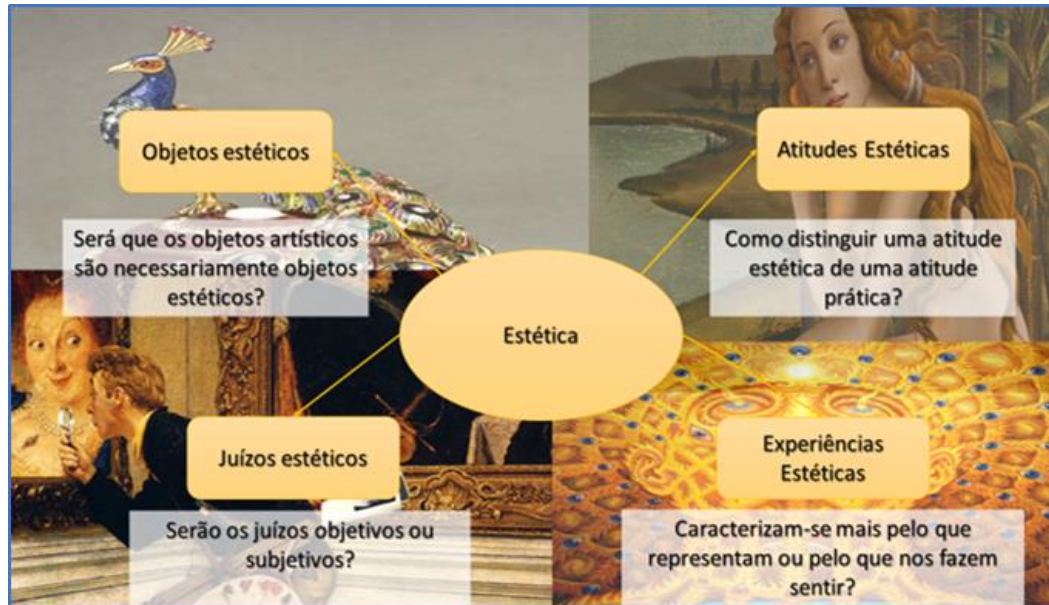 Objetos estéticos
Será que os objetos artísticos
são necessariamente objetos
estéticos?
Atitudes Estéticas
Como distinguir uma atitude
estética de uma atitude
prática?
Estética
Juízos estéticos
Serão os juízos objetivos ou
subjetivos?
Experiências
Estéticas
Caracterizam-se mais pelo que
representam ou pelo que nos fazem
sentir?